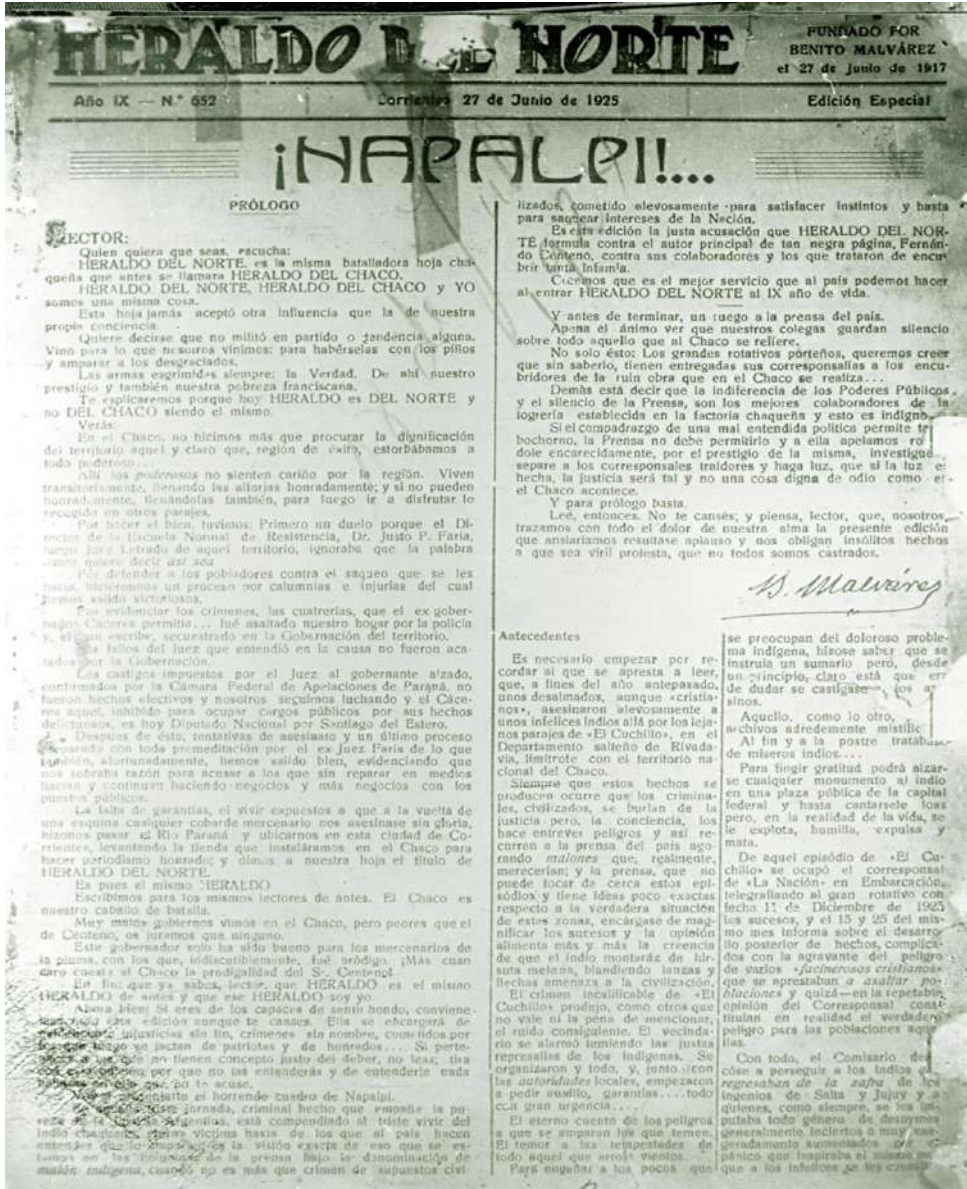 HERALDO DEL NORTE
FUNDADO POR
BENITO MALVÁREZ
el 27 de Junio de 1917
Año IX — N.° 652
Corrientes 27 de Junio de 1925
Edición Especial
¡NAPALPI!...
PRÓLOGO
LECTOR:
Quien quiera que seas, escucha:
HERALDO DEL NORTE, es la misma batalladora hoja cha-
queña que antes se llamara HERALDO DEL CHACO.
HERALDO DEL NORTE, HERALDO DEL CHACO y YO
somos una misma cosa.
Esta hoja jamás aceptó otra influencia que la de nuestra
propia conciencia.
Quiere decirse que no militó en partido o tendencia alguna.
Vino para lo que nosotros vinimos: para habérselas con los pillos
y amparar a los desgraciados.
Las armas esgrimidas siempre: la Verdad. De ahí nuestro
prestigio y también nuestra pobreza franciscana.
Te explicaremos porque hoy HERALDO es DEL NORTE y
no DEL CHACO siendo el mismo.
Verás:
En el Chaco, no hicimos más que procurar la dignificación
del territorio aquel y claro que, región de éxito, estorbábamos a
todo poderoso...
Allí los poderosos no sienten cariño por la región. Viven
transitoriamente, llenando las alforjas honradamente; y si no pueden
honradamente, llenándolas también, para luego ir a disfrutar lo
recogido en otros parajes.
Por hacer el bien, tuvimos: Primero un duelo porque el Di-
rector de la Escuela Normal de Resistencia, Dr. Justo P. Faría,
luego Juez Letrado de aquel territorio, ignoraba que la palabra
quiere decir así sea
Por defender a los pobladores contra el saqueo que se les
hacía, hiciéronnos un proceso por calumnias e injurias del cual
hemos salido victoriosos.
Por evidenciar los crímenes, las cuatrerías, que el ex gober-
nador Cáceres permitía... fué asaltado nuestro hogar por la policía
y, el que escribe, secuestrado en la Gobernación del territorio.
Los fallos del Juez que entendió en la causa no fueron aca-
tados por la Gobernación.
Los castigos impuestos por el Juez al gobernante alzado,
confirmados por la Cámara Federal de Apelaciones de Paraná, no
fueron hechos efectivos y nosotros seguimos luchando y el Cáce-
res aquel, inhibido para ocupar cargos públicos por sus hechos
delictuosos, es hoy Diputado Nacional por Santiago del Estero.
Despues de ésto, tentativas de asesinato y un último proceso
preparado con toda premeditación por el ex Juez Faría de lo que
también, afortunadamente, hemos salido bien, evidenciando que
nos sobraba razón para acusar a los que sin reparar en medios
hacían y continuan haciendo negocios y más negocios con los
puestos públicos.
La falta de garantías, el vivir expuestos a que a la vuelta de
una esquina cualquier cobarde mercenario nos asesinase sin gloria,
hízonos pasar el Río Paraná y ubicarnos en esta ciudad de Co-
rrientes, levantando la tienda que instaláramos en el Chaco para
hacer periodismo honrado; y dimos a nuestra hoja el título de
HERALDO DEL NORTE.
Es pues el mismo HERALDO
Escribimos para los mismos lectores de antes. El Chaco es
nuestro caballo de batalla.
Muy malos gobiernes vimos en el Chaco, pero peores que el
de Centeno, os juramos que ninguno.
Este gobernador sólo ha sido bueno para los mercenarios de
la pluma, con los que, indiscutiblemente, fué pródigo. ¡Más cuan
caro cuesta al Chaco la prodigalidad del Sr. Centeno!
En fin: que ya sabes, lector, que HERALDO es el mismo
HERALDO de antes y que ese HERALDO soy yo
Ahora bien: Si eres de los capaces de sentir hondo, conviene
esta edición aunque te canses. Ella se encargará de
injusticias sin fin, crímenes sin nombre, cometidos por
se jactan de patriotas y de honrados... Si perte-
no tienen concepto justo del deber, no leas; tira
por que no las entenderás y de entenderle nada
que no te acuse.
el horrendo cuadro de Napalpí.
jornada, criminal hecho que empaña la pu-
está compendiado al triste vivir del
indio víctima hasta de los que al país hacen
la visión exacta de eso que se es-
la prensa bajo la denominación de
malón indígena, cuando no es más que crimen de supuestos civi-
lizados, cometido alevosamente para satisfacer instintos y hasta
para saquear intereses de la Nación.
Es esta edición la justa acusación que HERALDO DEL NOR-
TE formula contra el autor principal de tan negra página, Fernán-
do Centeno, contra sus colaboradores y los que trataron de encu-
brir tanta infamia.
Creemos que es el mejor servicio que al país podemos hacer
al entrar HERALDO DEL NORTE al IX año de vida.
Y antes de terminar, un ruego a la prensa del país.
Apena el ánimo ver que nuestros colegas guardan silencio
sobre todo aquello que al Chaco se refiere.
No solo ésto: Los grandes rotativos porteños, queremos creer
que sin saberlo, tienen entregadas sus corresponsalías a los encu-
bridores de la ruin obra que en el Chaco se realiza...
Demás está decir que la indiferencia de los Poderes Públicos
y el silencio de la Prensa, son los mejores colaboradores de la
logrería establecida en la factoría chaqueña y esto es indigno.
Si el compadrazgo de una mal entendida política permite
bochorno, la Prensa no debe permitirlo y a ella apelamos ro
dole encarecidamente, por el prestigio de la misma, investigue
separe a los corresponsales traidores y haga luz, que si la luz e
hecha, la justicia será tal y no una cosa digna de odio como
el Chaco acontece.
Y para prólogo basta.
Lee, entonces. No te canses; y piensa, lector, que, nosotros,
trazamos con todo el dolor de nuestra alma la presente edición
que ansiaríamos resultase aplauso y nos obligan insólitos hechos
a que sea viril protesta, que no todos somos castrados.
B. Malvárez
Antecedentes
Es necesario empezar por re-
cordar al que se apresta a leer,
que, a fines del año antepasado,
unos desalmados, aunque «cristia-
nos», asesinaron alevosamente a
unos infelices indios allá por los leja-
nos parajes de «El Cuchillo», en el
Departamento salteño de Rivada-
via, limítrofe con el territorio na-
cional del Chaco.
Siempre que estos hechos se
producen ocurre que los crimina-
les, civilizados, se burlan de la
justicia pero, la conciencia, los
hace entrever peligros y así re-
curren a la prensa del país ago-
rando malones que, realmente,
merecerían; y la prensa, que no
puede tocar de cerca estos epi-
sódios y tiene ideas poco exactas
respecto a la verdadera situación
de estas zonas, encárgase de mag-
nificar los sucesos y la opinión
alimenta más y más la creencia
de que el indio montaráz de hir-
suta melena, blandiendo lanzas y
flechas amenaza a la civilización.
El crimen incalificable de «El
Cuchillo» produjo, como otros que
no vale ni la pena de mencionar,
el ruido consiguiente. El vecinda-
rio se alarmó temiendo las justas
represalias de los indígenas. Se
organizaron y todo, y, junto con
las autoridades locales, empezaron
a pedir auxilio, garantías....todo
con gran urgencia....
El eterno cuento de los peligros
a que se amparan los que temen.
El temor a las tempestades de
todo aquel que arroja vientos.
Para engañar a los pocos que
se preocupan del doloroso proble-
ma indígena, hízose saber que se
instruía un sumario pero, desde
un principio, claro está que era
de dudar se castigase los a
sinos.
Aquello, como lo otro,
archivos adredemente mistific
Al fin y a la postre tratába
de míseros indios....
Para fingir gratitud podrá alzar-
se cualquier monumento al indio
en una plaza pública de la capital
federal y hasta cantarsele loas
pero, en la realidad de la vida, se
le explota, humilla, expulsa y
mata.
De aquel episódio de «El Cu-
chillo» se ocupó el corresponsal
de «La Nación» en Embarcación,
telegrafiando al gran rotativo con
fecha 11 de Diciembre de 1925
los sucesos, y el 15 y 25 del mis-
mo mes informa sobre el desarro-
llo posterior de hechos, complica-
dos con la agravante del peligro
de varios «facinerosos cristianos»
que se aprestaban a asaltar po-
blaciones y quizá—en la respetable
opinión del Corresponsal cons
tituían en realidad el verdadero
peligro para las poblaciones aque
llas.
Con todo, el Comisario de
cóse a perseguir a los indios
regresaban de la zafra de los
ingenios de Salta y Jujuy y a
quienes, como siempre, se les im-
putaba todo género de desmanes
generalmente inciertos o muy exa-
geradamente aumentados por el
pánico que inspiraba el mismo
que a los infelices se les